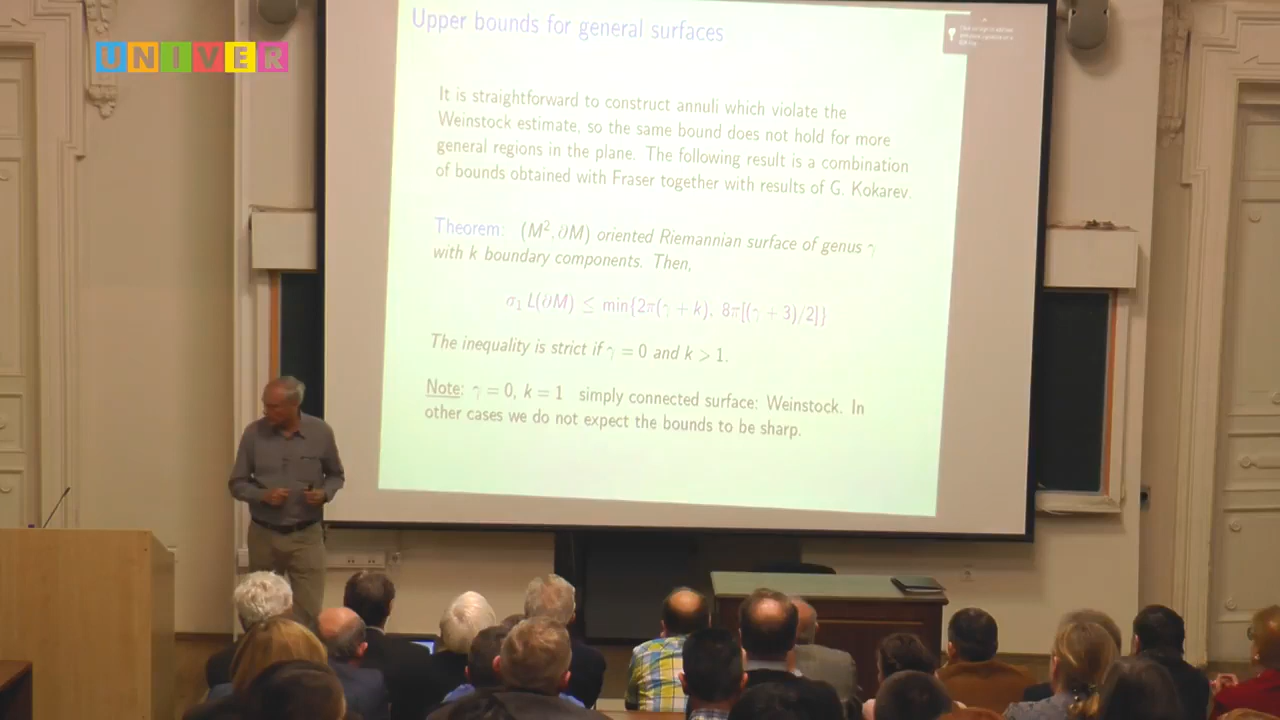 UNIVER
Upper bounds for general surfaces
It is straightforward to construct annuli which violate the
Weinstock estimate, so the same bound does not hold for more
general regions in the plane. The following result is a combination
of bounds obtained with Fraser together with results of G. Kokarev.
Theorem: (M², ∂M) oriented Riemannian surface of genus γ
with k boundary components. Then,
σ₁L(∂M) ≤ min{2π(γ + k), 8π[(γ + 3)/2]}
The inequality is strict if γ = 0 and k > 1.
Note: γ = 0, k = 1 simply connected surface: Weinstock. In
other cases we do not expect the bounds to be sharp.